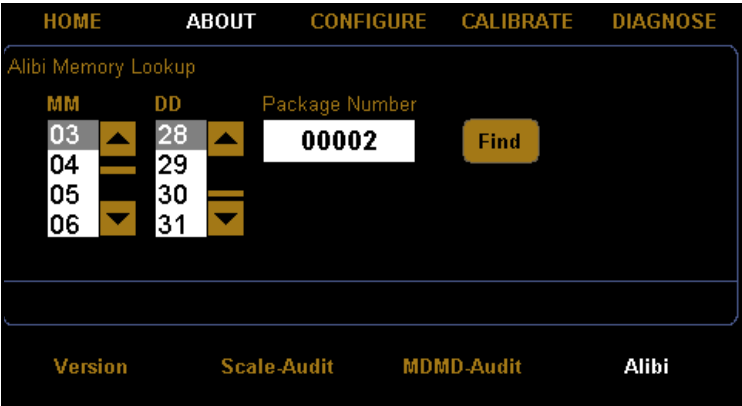 HOME ABOUT CONFIGURE CALIBRATE DIAGNOSE
Alibi Memory Lookup
MM DD Package Number
03 28 00002 Find
04 29
05 30
06 31
Version Scale-Audit MDMD-Audit Alibi